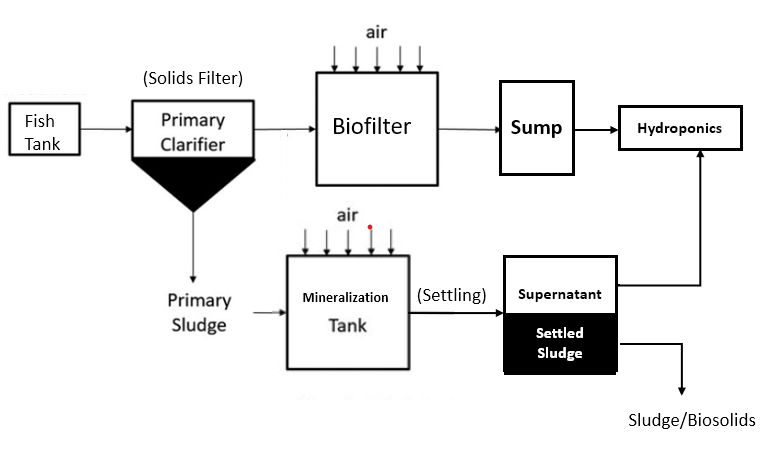 air
(Solids Filter)
Fish
Tank
Primary
Clarifier
Biofilter
Sump
Hydroponics
air
Primary
Sludge
Mineralization
Tank
(Settling)
Supernatant
Settled
Sludge
Sludge/Biosolids